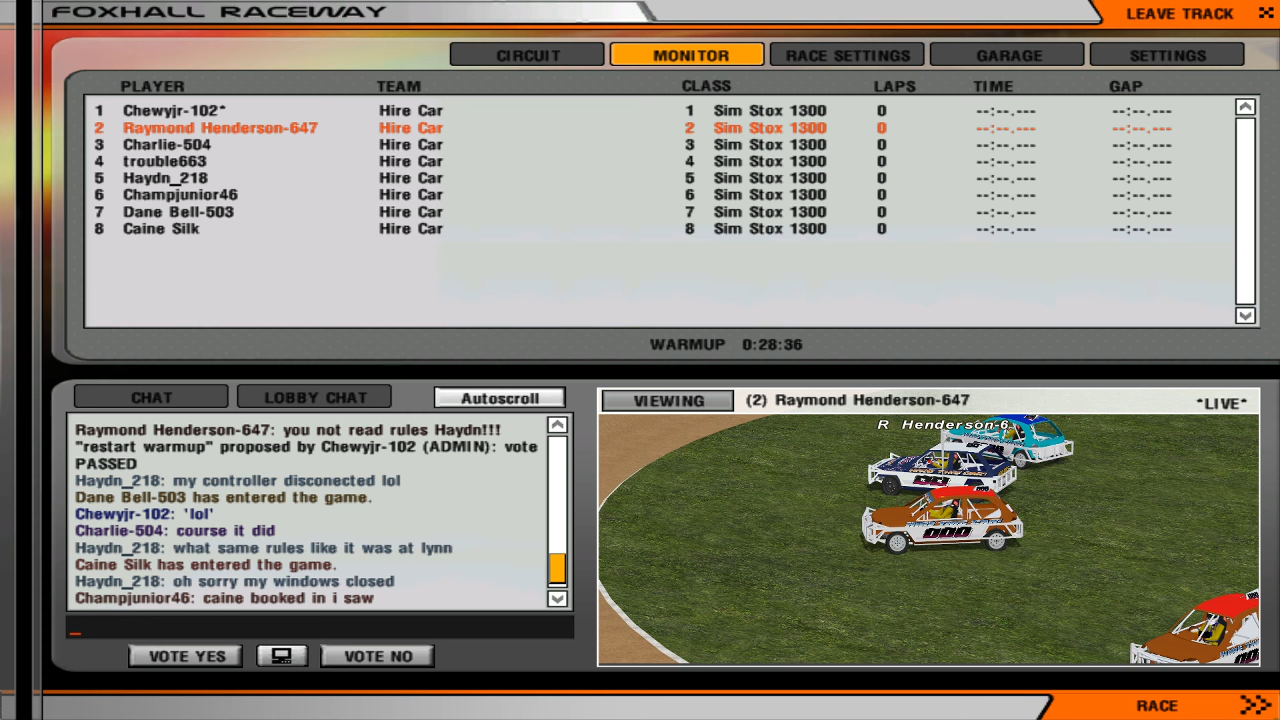 FOXHALL RACEWAY
LEAVE TRACK
CIRCUIT MONITOR RACE SETTINGS GARAGE SETTINGS
PLAYER TEAM CLASS LAPS TIME GAP
1 Chewyjr-102* Hire Car 1 Sim Stox 1300 0 --:--.--- --:--.---
2 Raymond Henderson-647 Hire Car 2 Sim Stox 1300 0 --:--.--- --:--.---
3 Charlie-504 Hire Car 3 Sim Stox 1300 0 --:--.--- --:--.---
4 trouble663 Hire Car 4 Sim Stox 1300 0 --:--.--- --:--.---
5 Haydn_218 Hire Car 5 Sim Stox 1300 0 --:--.--- --:--.---
6 Champjunior46 Hire Car 6 Sim Stox 1300 0 --:--.--- --:--.---
7 Dane Bell-503 Hire Car 7 Sim Stox 1300 0 --:--.--- --:--.---
8 Caine Silk Hire Car 8 Sim Stox 1300 0 --:--.--- --:--.---
WARMUP 0:28:36
CHAT LOBBY CHAT Autoscroll
Raymond Henderson-647: you not read rules Haydn!!!
"restart warmup" proposed by Chewyjr-102 (ADMIN): vote
PASSED
Haydn_218: my controller disconected lol
Dane Bell-503 has entered the game.
Chewyjr-102: 'lol'
Charlie-504: course it did
Haydn_218: what same rules like it was at lynn
Caine Silk has entered the game.
Haydn_218: oh sorry my windows closed
Champjunior46: caine booked in i saw
VOTE YES VOTE NO
VIEWING (2) Raymond Henderson-647 *LIVE*
R Henderson-6
000
RACE